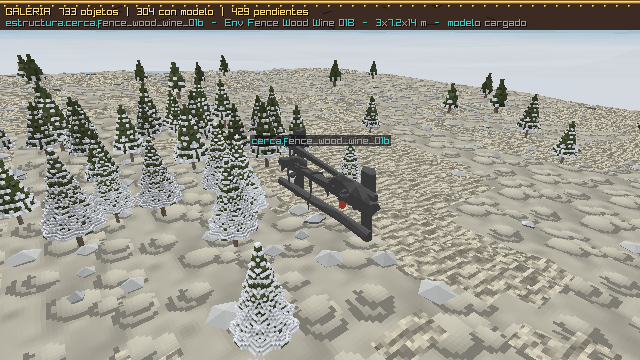 GALERIA 733 objetos | 304 con modelo | 429 pendientes
estructura.cerca.fence_wood_wine_01b - Env Fence Wood Wine 01B - 3x7.2x14 m - modelo cargado
cerca.fence_wood_wine_01b